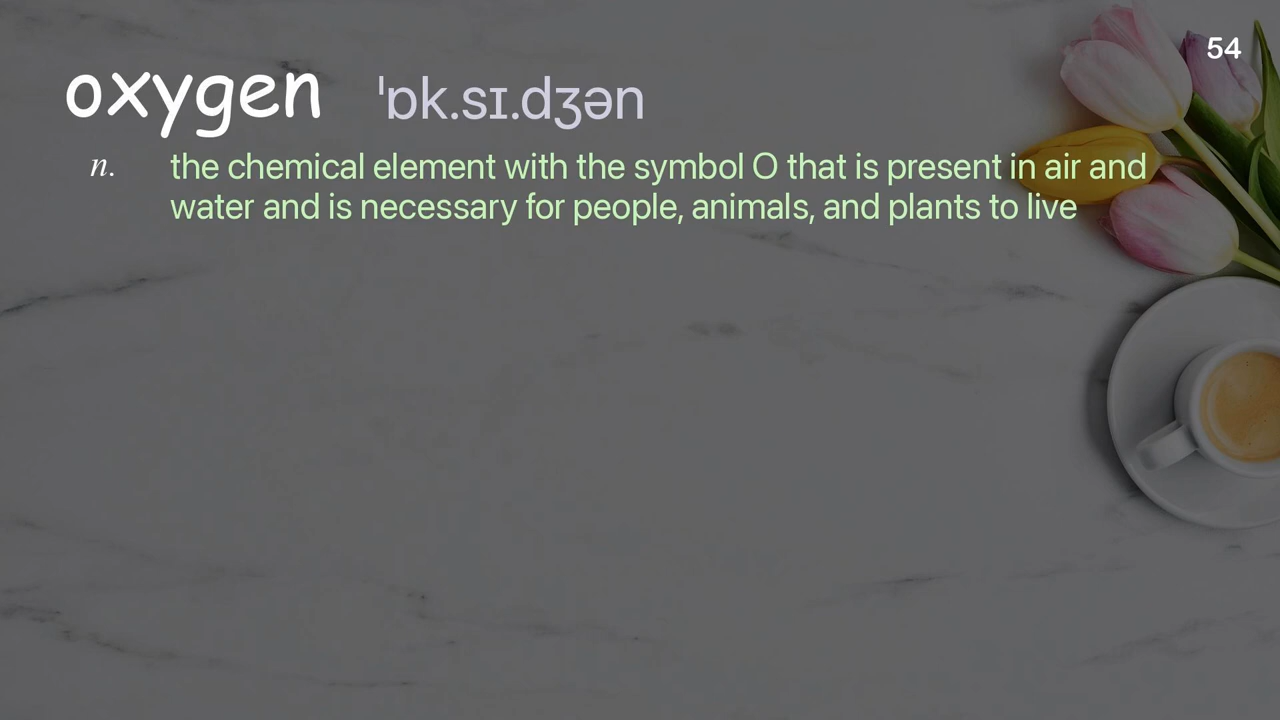 54
oxygen ˈɒk.sɪ.dʒən
n. the chemical element with the symbol O that is present in air and
water and is necessary for people, animals, and plants to live